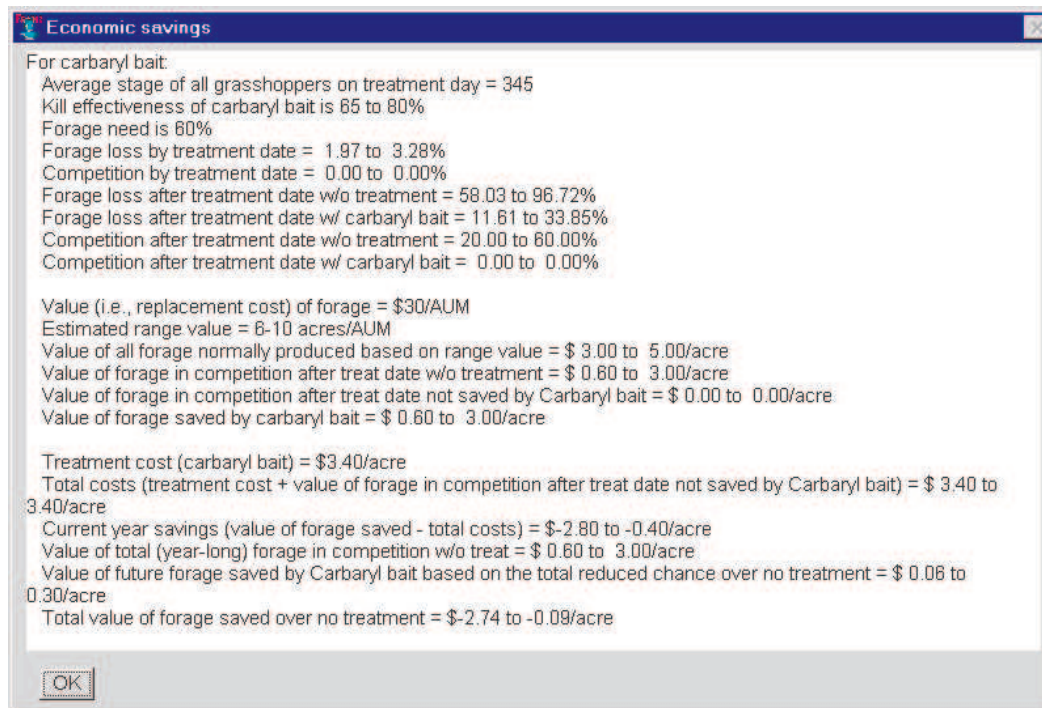 Economic savings
For carbaryl bait:
Average stage of all grasshoppers on treatment day = 345
Kill effectiveness of carbaryl bait is 65 to 80%
Forage need is 60%
Forage loss by treatment date = 1.97 to 3.28%
Competition by treatment date = 0.00 to 0.00%
Forage loss after treatment date w/o treatment = 58.03 to 96.72%
Forage loss after treatment date w/ carbaryl bait = 11.61 to 33.85%
Competition after treatment date w/o treatment = 20.00 to 60.00%
Competition after treatment date w/ carbaryl bait = 0.00 to 0.00%
Value (i.e., replacement cost) of forage = $30/AUM
Estimated range value = 6-10 acres/AUM
Value of all forage normally produced based on range value = $ 3.00 to 5.00/acre
Value of forage in competition after treat date w/o treatment = $ 0.60 to 3.00/acre
Value of forage in competition after treat date not saved by Carbaryl bait = $ 0.00 to 0.00/acre
Value of forage saved by carbaryl bait = $ 0.60 to 3.00/acre
Treatment cost (carbaryl bait) = $3.40/acre
Total costs (treatment cost + value of forage in competition after treat date not saved by Carbaryl bait) = $ 3.40 to
3.40/acre
Current year savings (value of forage saved - total costs) = $-2.80 to -0.40/acre
Value of total (year-long) forage in competition w/o treat = $ 0.60 to 3.00/acre
Value of future forage saved by Carbaryl bait based on the total reduced chance over no treatment = $ 0.06 to
0.30/acre
Total value of forage saved over no treatment = $-2.74 to -0.09/acre
OK